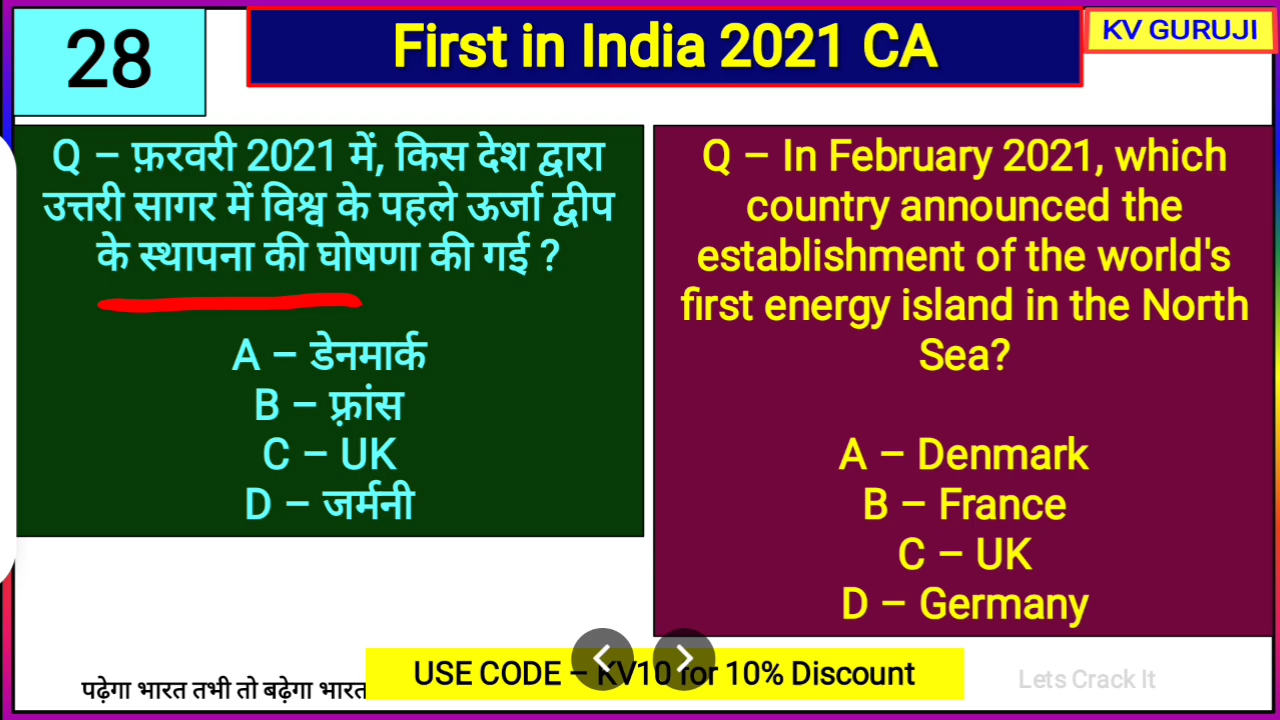 28
First in India 2021 CA
KV GURUJI
Q – फ़रवरी 2021 में, किस देश द्वारा
उत्तरी सागर में विश्व के पहले ऊर्जा द्वीप
के स्थापना की घोषणा की गई ?
A – डेनमार्क
B – फ़्रांस
C – UK
D – जर्मनी
Q – In February 2021, which
country announced the
establishment of the world's
first energy island in the North
Sea?
A – Denmark
B – France
C – UK
D – Germany
पढ़ेगा भारत तभी तो बढ़ेगा भारत
USE CODE – KV10 for 10% Discount
Lets Crack It